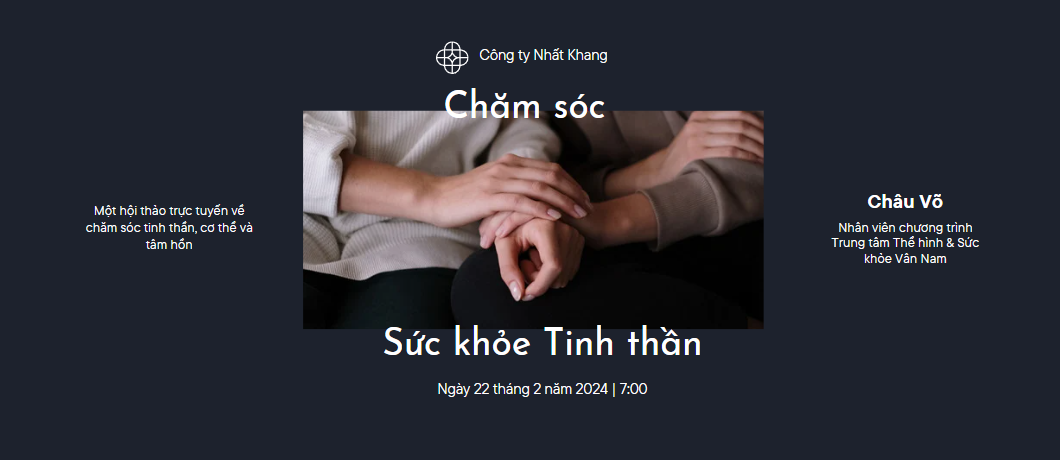 Công ty Nhất Khang
Chăm sóc
Một hội thảo trực tuyến về
chăm sóc tinh thần, cơ thể và
tâm hồn
Châu Võ
Nhân viên chương trình
Trung tâm Thể hình & Sức
khỏe Vân Nam
Sức khỏe Tinh thần
Ngày 22 tháng 2 năm 2024 | 7:00